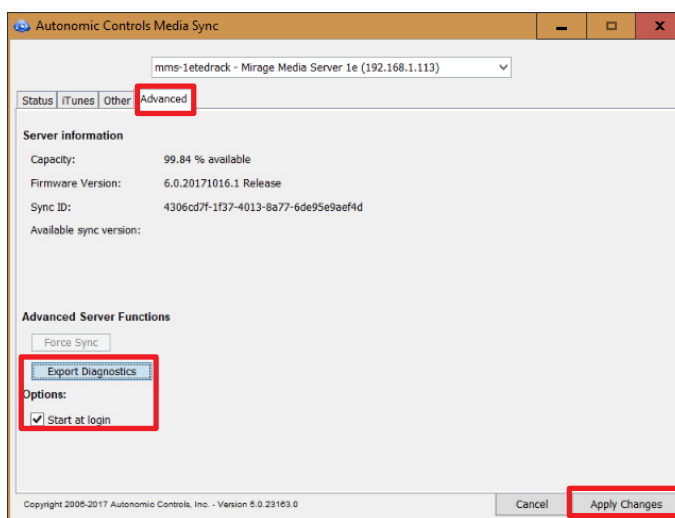 Autonomic Controls Media Sync
mms-1etedrack - Mirage Media Server 1e (192.168.1.113)
Status iTunes Other Advanced
Server information
Capacity: 99.84 % available
Firmware Version: 6.0.20171016.1 Release
Sync ID: 4306cd7f-1f37-4013-8a77-6de95e9aef4d
Available sync version:
Advanced Server Functions
Force Sync
Export Diagnostics
Options:
Start at login
Copyright 2006-2017 Autonomic Controls, Inc. - Version 5.0.23163.0
Cancel Apply Changes